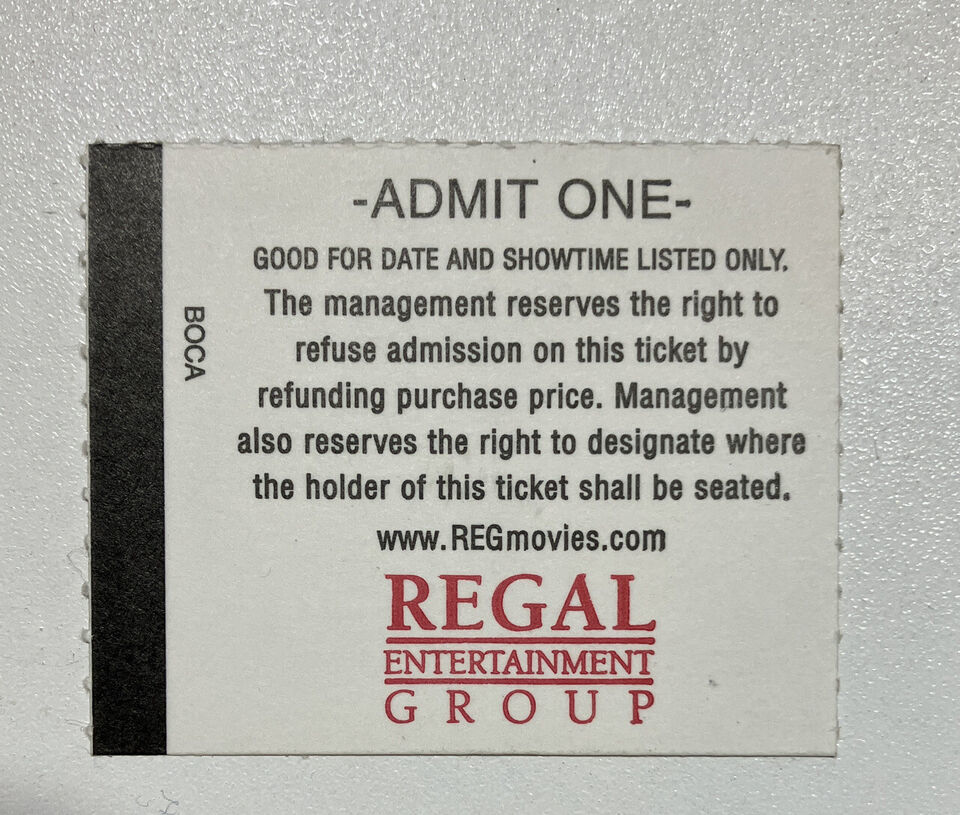 -ADMIT ONE-
GOOD FOR DATE AND SHOWTIME LISTED ONLY.
The management reserves the right to
refuse admission on this ticket by
refunding purchase price. Management
also reserves the right to designate where
the holder of this ticket shall be seated.
www.REGmovies.com
REGAL
ENTERTAINMENT
GROUP
BOCA